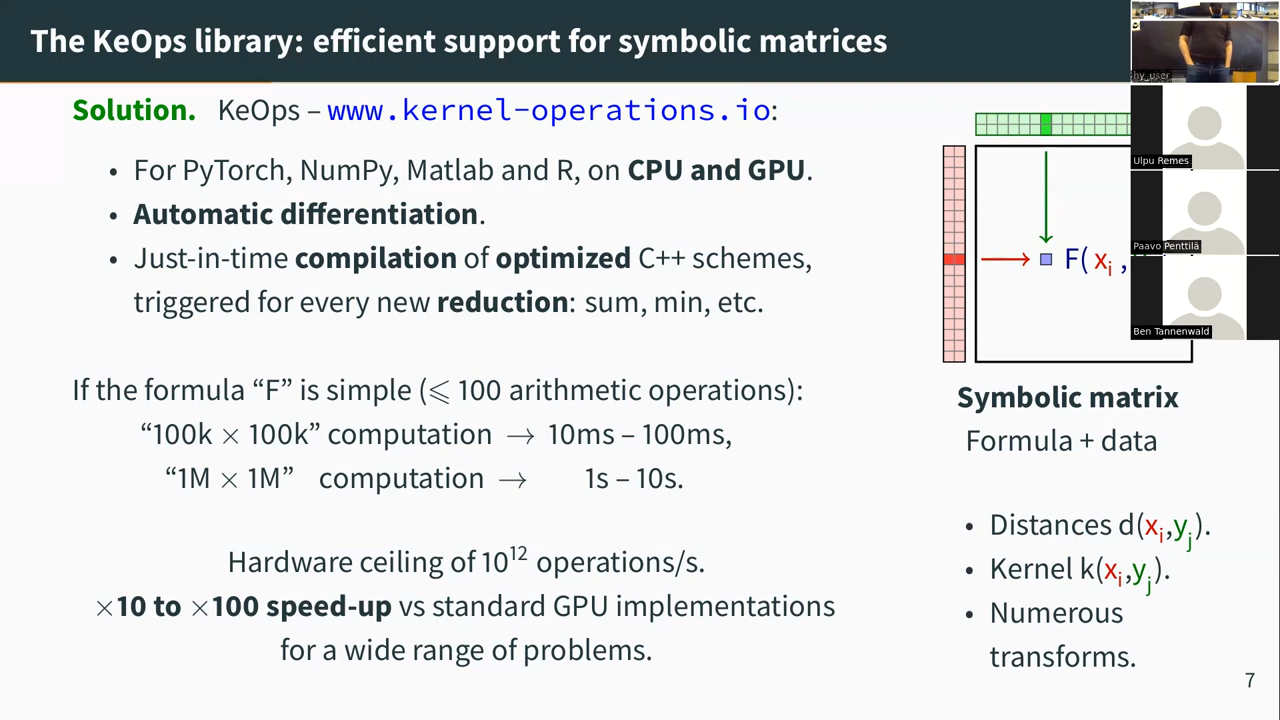 The KeOps library: efficient support for symbolic matrices
Solution. KeOps – www.kernel-operations.io:
• For PyTorch, NumPy, Matlab and R, on CPU and GPU.
• Automatic differentiation.
• Just-in-time compilation of optimized C++ schemes,
triggered for every new reduction: sum, min, etc.
If the formula “F” is simple (⩽ 100 arithmetic operations):
“100k × 100k” computation → 10ms – 100ms,
“1M × 1M” computation → 1s – 10s.
Hardware ceiling of 10¹² operations/s.
×10 to ×100 speed-up vs standard GPU implementations
for a wide range of problems.
F( xᵢ ,
Symbolic matrix
Formula + data
• Distances d(xᵢ,yⱼ).
• Kernel k(xᵢ,yⱼ).
• Numerous
transforms.
7
Ulpu Remes
Paavo Penttilä
Ben Tannenwald